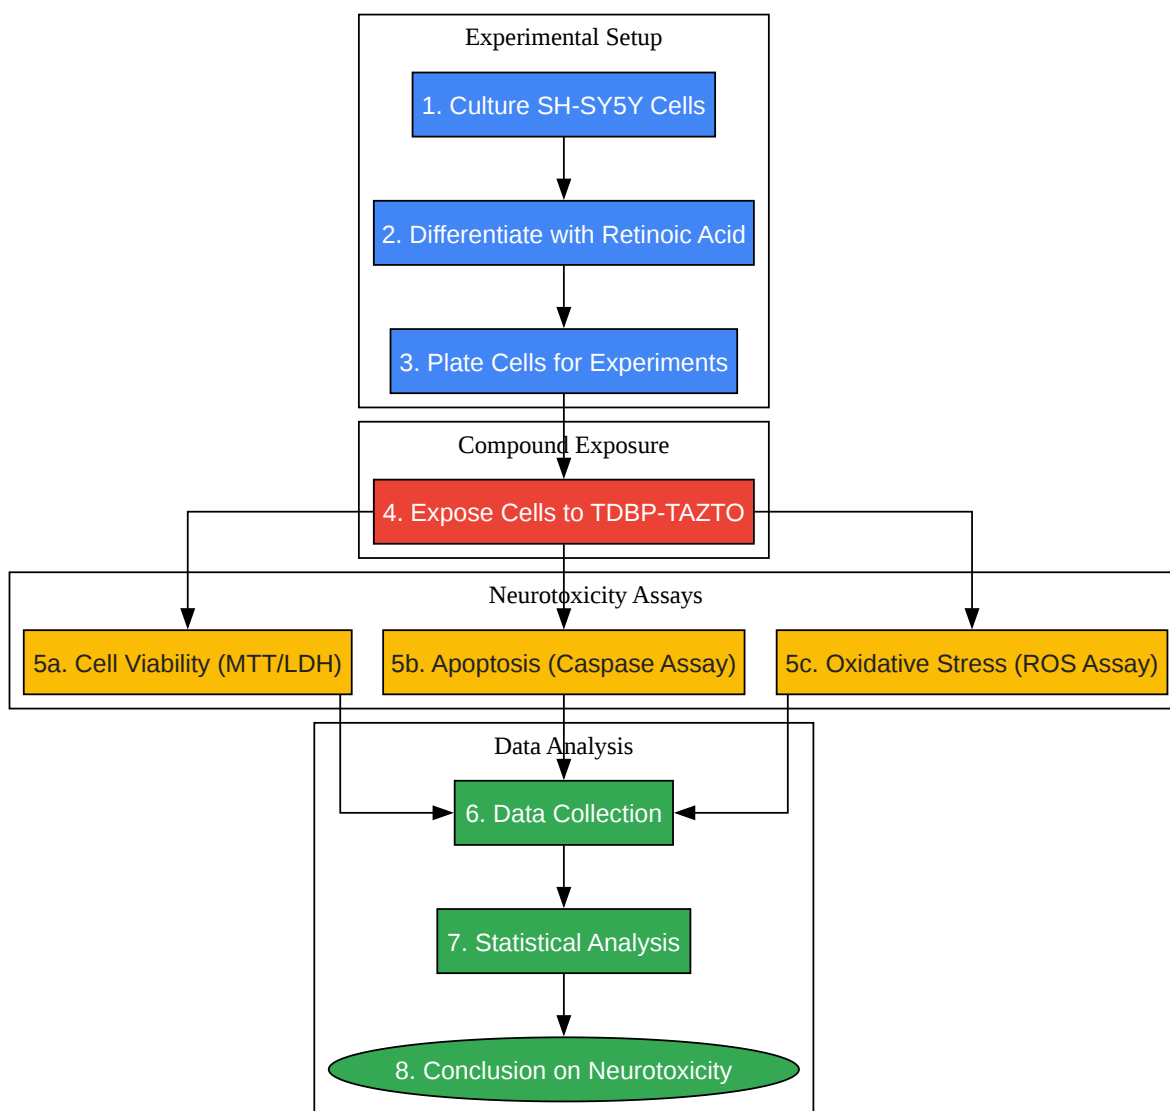 Experimental Setup
1. Culture SH-SY5Y Cells
2. Differentiate with Retinoic Acid
3. Plate Cells for Experiments
Compound Exposure
4. Expose Cells to TDBP-TAZTO
Neurotoxicity Assays
5a. Cell Viability (MTT/LDH)
5b. Apoptosis (Caspase Assay)
5c. Oxidative Stress (ROS Assay)
Data Analysis
6. Data Collection
7. Statistical Analysis
8. Conclusion on Neurotoxicity